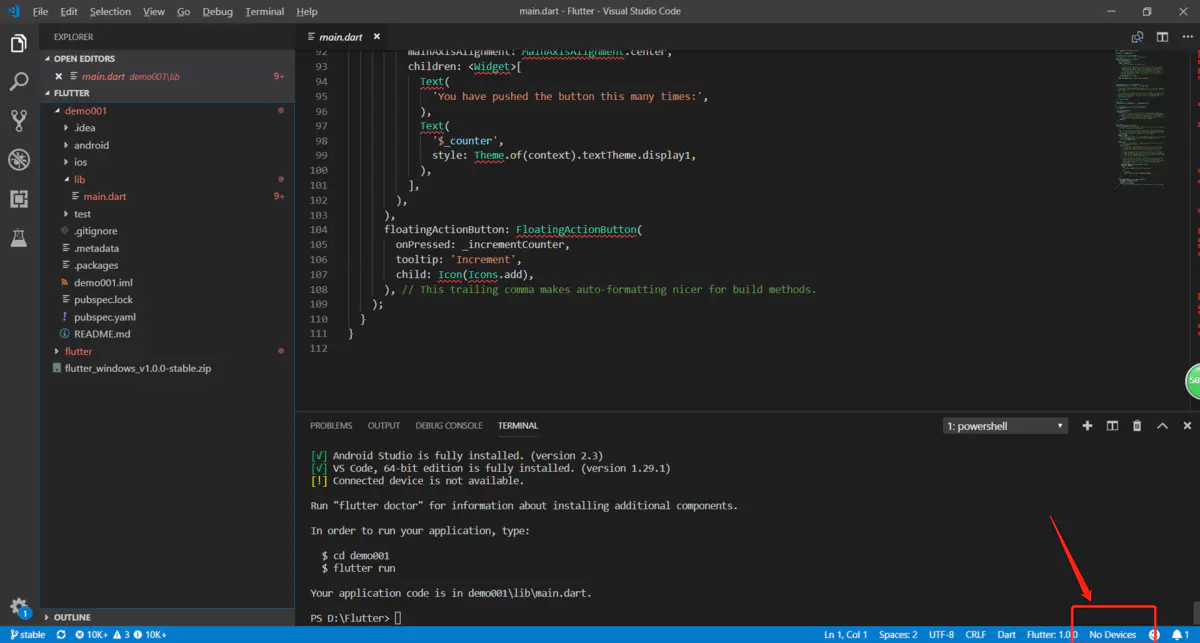 File Edit Selection View Go Debug Terminal Help
main.dart - Flutter - Visual Studio Code
EXPLORER
OPEN EDITORS
main.dart demo001\lib 9+
FLUTTER
demo001
.idea
android
ios
lib
main.dart 9+
test
.gitignore
.metadata
.packages
demo001.iml
pubspec.lock
pubspec.yaml
README.md
flutter
flutter_windows_v1.0.0-stable.zip
OUTLINE
main.dart
92 mainAxisAlignment: MainAxisAlignment.center,
93 children: <Widget>[
94 Text(
95 'You have pushed the button this many times:',
96 ),
97 Text(
98 '$_counter',
99 style: Theme.of(context).textTheme.display1,
100 ),
101 ],
102 ),
103 ),
104 floatingActionButton: FloatingActionButton(
105 onPressed: _incrementCounter,
106 tooltip: 'Increment',
107 child: Icon(Icons.add),
108 ), // This trailing comma makes auto-formatting nicer for build methods.
109 );
110 }
111 }
112
PROBLEMS OUTPUT DEBUG CONSOLE TERMINAL
1: powershell
[√] Android Studio is fully installed. (version 2.3)
[√] VS Code, 64-bit edition is fully installed. (version 1.29.1)
[!] Connected device is not available.
Run "flutter doctor" for information about installing additional components.
In order to run your application, type:
$ cd demo001
$ flutter run
Your application code is in demo001\lib\main.dart.
PS D:\Flutter>
1
stable 10K+ 3 10K+
Ln 1, Col 1 Spaces: 2 UTF-8 CRLF Dart Flutter: 1.0.0 No Devices 1